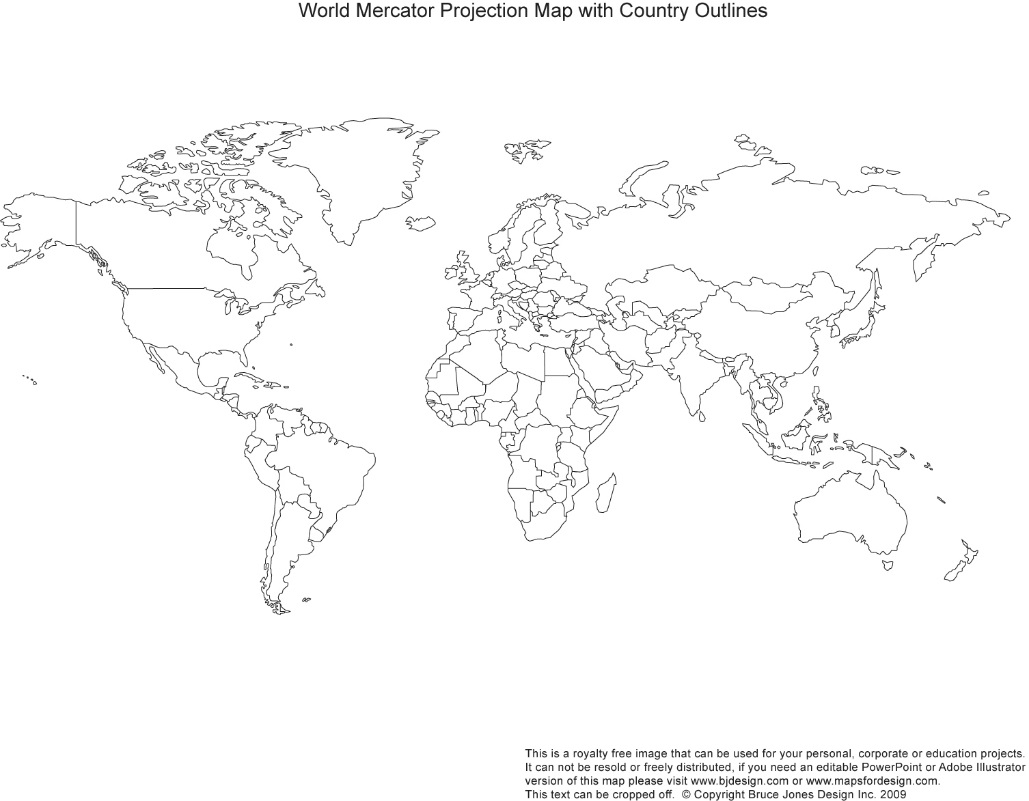 World Mercator Projection Map with Country Outlines
This is a royalty free image that can be used for your personal, corporate or education projects.
It can not be resold or freely distributed, if you need an editable PowerPoint or Adobe Illustrator
version of this map please visit www.bjdesign.com or www.mapsfordesign.com.
This text can be cropped off. © Copyright Bruce Jones Design Inc. 2009